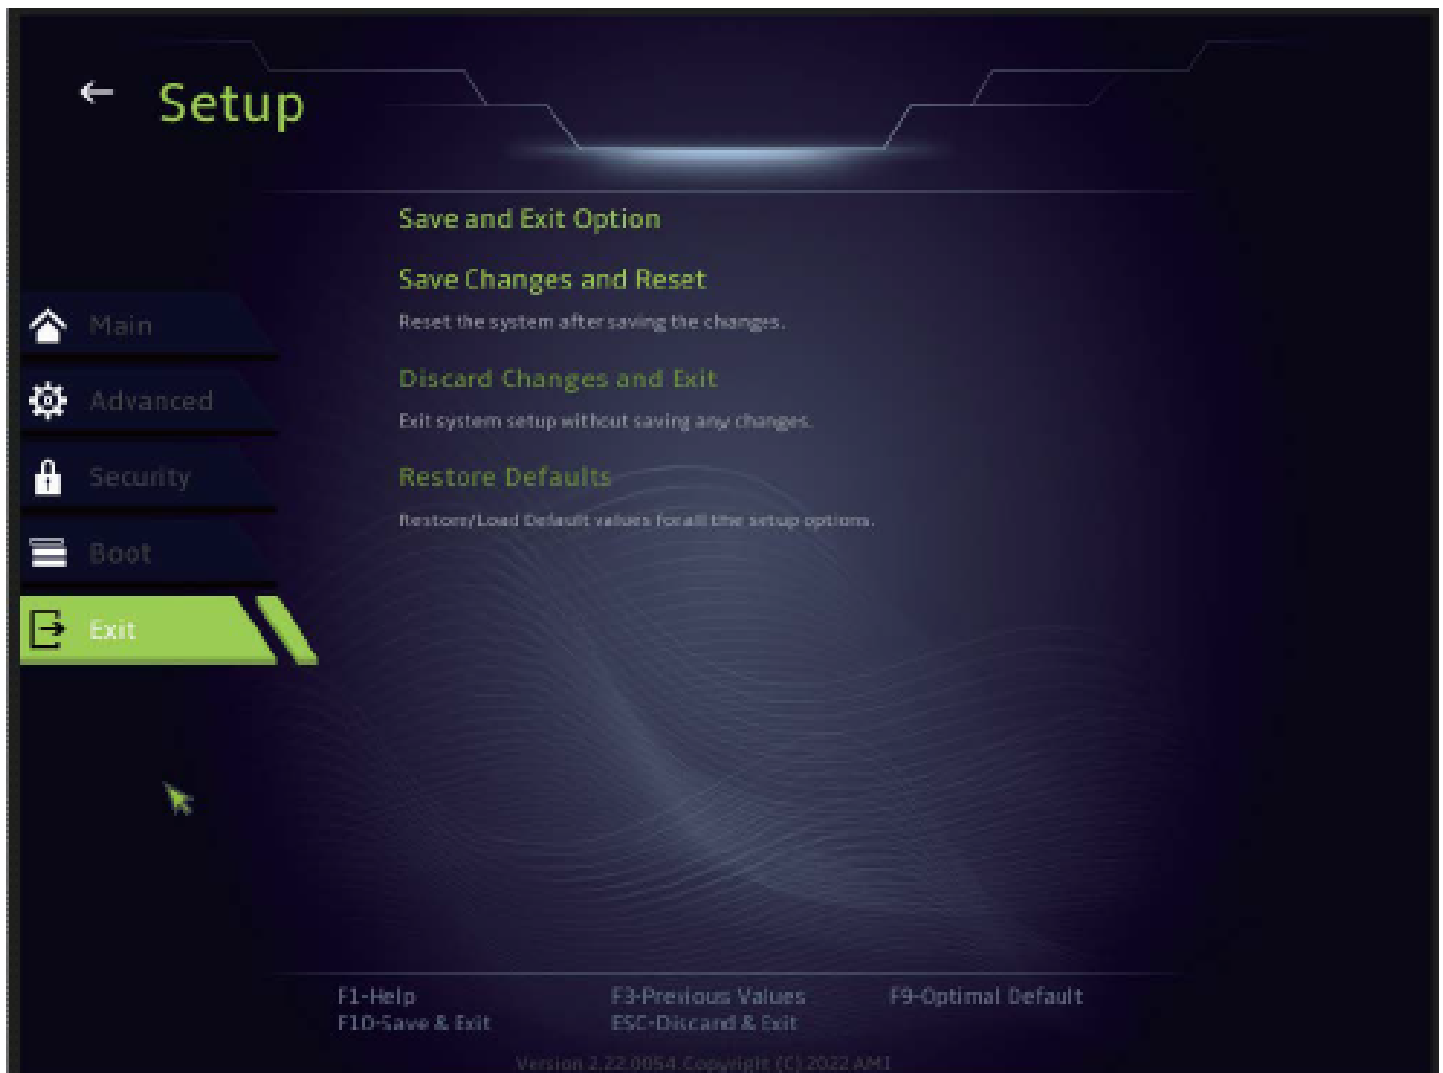 Setup
Save and Exit Option
Save Changes and Reset
Reset the system after saving the changes.
Discard Changes and Exit
Exit system setup without saving any changes.
Restore Defaults
Restore/Load Default values for all the setup options.
Main
Advanced
Security
Boot
Exit
F1-Help
F3-Previous Values
F9-Optimal Default
F10-Save & Exit
ESC-Discard & Exit
Version 2.22.0054 Copyright (C) 2022 AMI